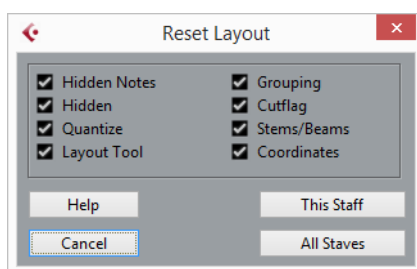 Reset Layout
Hidden Notes
Grouping
Hidden
Cutflag
Quantize
Stems/Beams
Layout Tool
Coordinates
Help
This Staff
Cancel
All Staves